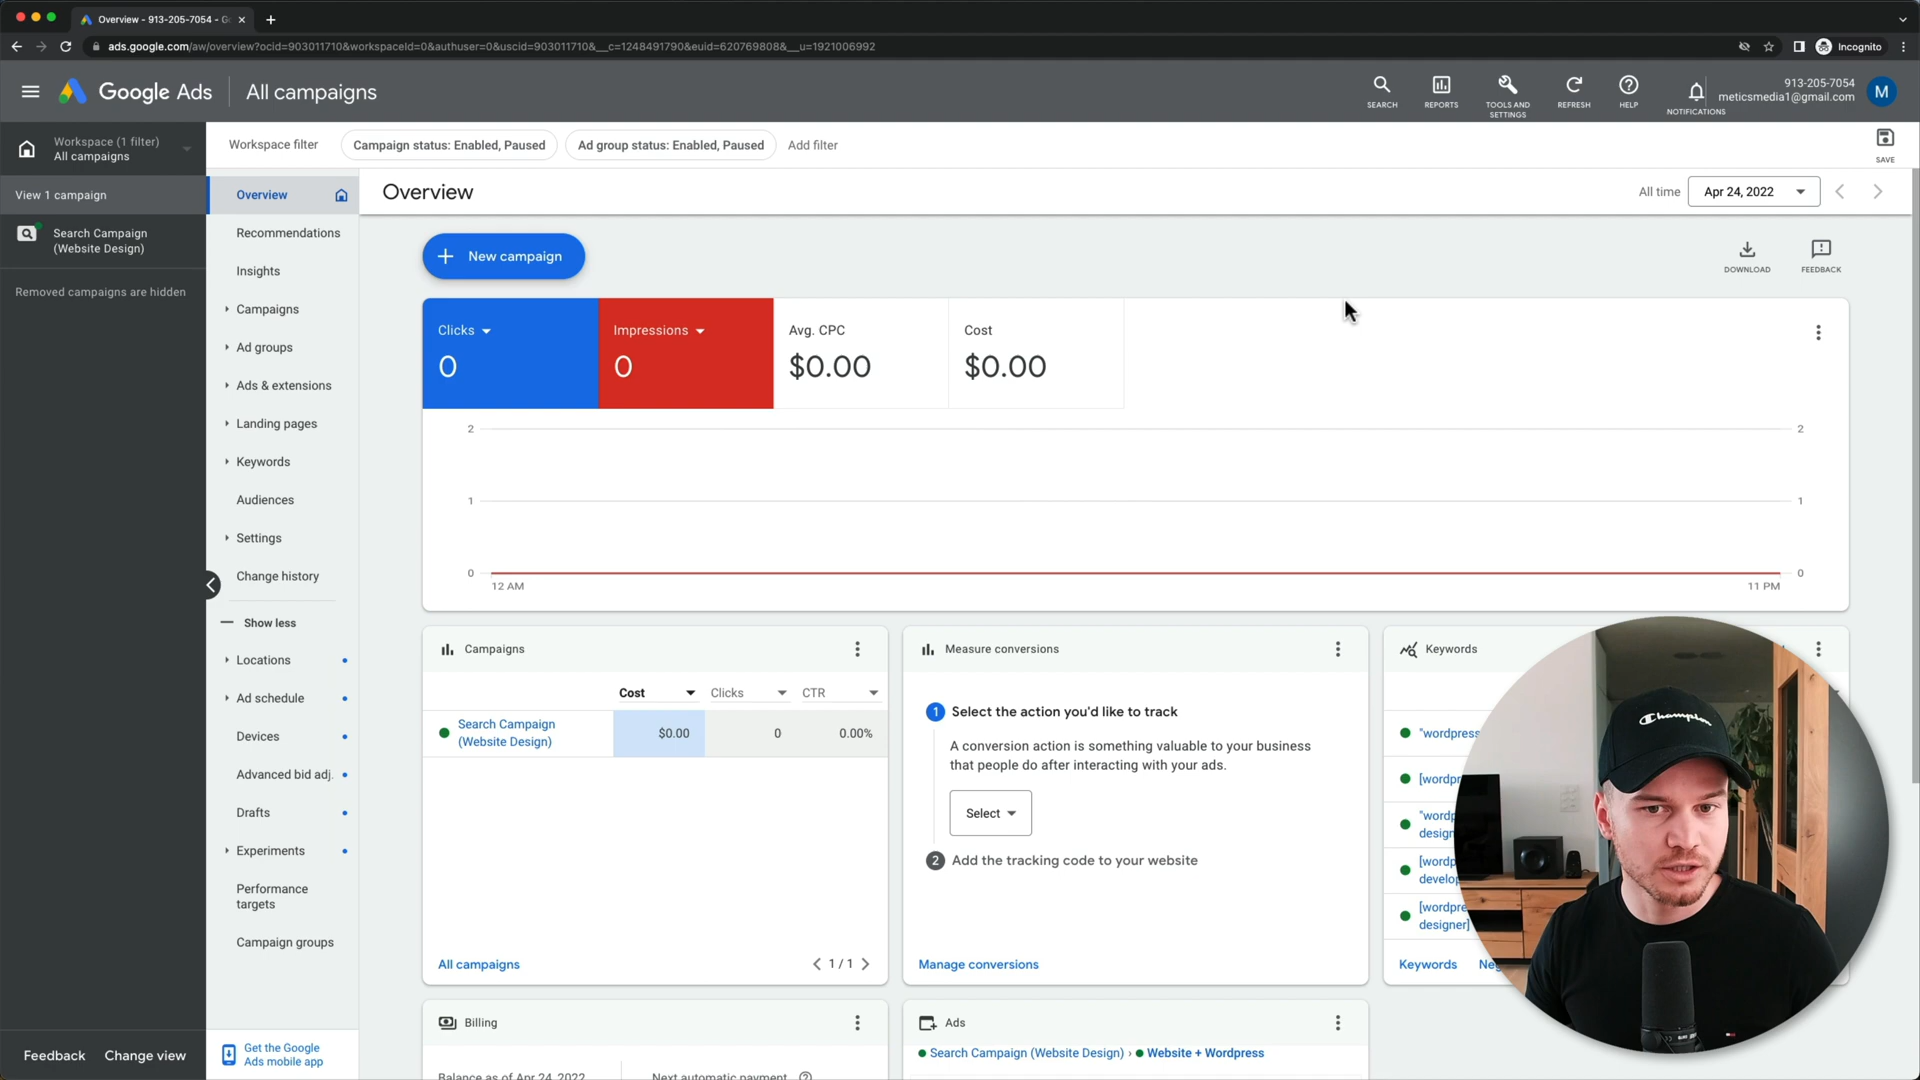 Overview - 913-205-7054 - G
ads.google.com/aw/overview?ocid=903011710&workspaceId=0&authuser=0&uscid=903011710&__c=1248491790&euid=620769808&__u=1921006992
Incognito
Google Ads
All campaigns
SEARCH
REPORTS
TOOLS AND
SETTINGS
REFRESH
HELP
NOTIFICATIONS
913-205-7054
meticsmedia1@gmail.com
M
Workspace (1 filter)
All campaigns
Workspace filter
Campaign status: Enabled, Paused
Ad group status: Enabled, Paused
Add filter
SAVE
View 1 campaign
Search Campaign
(Website Design)
Removed campaigns are hidden
Overview
Recommendations
Insights
Campaigns
Ad groups
Ads & extensions
Landing pages
Keywords
Audiences
Settings
Change history
Show less
Locations
Ad schedule
Devices
Advanced bid adj.
Drafts
Experiments
Performance
targets
Campaign groups
Get the Google
Ads mobile app
Feedback
Change view
Overview
All time
Apr 24, 2022
New campaign
DOWNLOAD
FEEDBACK
Clicks
0
Impressions
0
Avg. CPC
$0.00
Cost
$0.00
2
2
1
1
0
0
12 AM
11 PM
Campaigns
Cost
Clicks
CTR
Search Campaign
(Website Design)
$0.00
0
0.00%
All campaigns
1 / 1
Measure conversions
1
Select the action you'd like to track
A conversion action is something valuable to your business
that people do after interacting with your ads.
Select
2
Add the tracking code to your website
Manage conversions
Keywords
"wordpress
[wordpr
"wordp
design
[wordp
develop
[wordpre
designer]
Keywords
Neg
Champion
Billing
Balance as of Apr 24, 2022
Next automatic payment
Ads
Search Campaign (Website Design) › Website + Wordpress